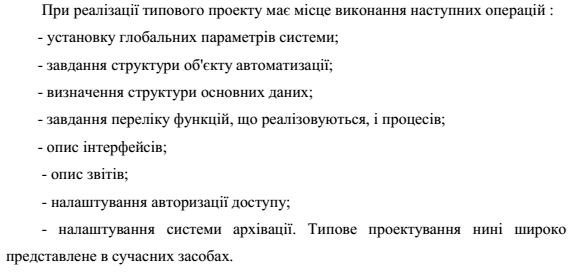 При реалізації типового проекту має місце виконання наступних операцій :
- установку глобальних параметрів системи;
- завдання структури об'єкту автоматизації;
- визначення структури основних даних;
- завдання переліку функцій, що реалізовуються, і процесів;
- опис інтерфейсів;
- опис звітів;
- налаштування авторизації доступу;
- налаштування системи архівації. Типове проектування нині широко
представлене в сучасних засобах.